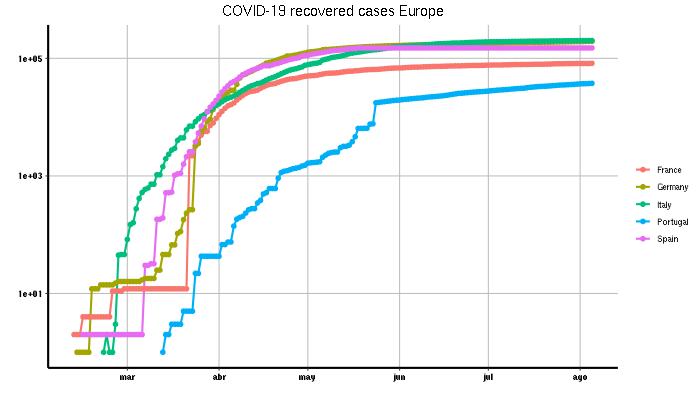 COVID-19 recovered cases Europe
1e+05
1e+03
1e+01
mar abr may jun jul ago
France
Germany
Italy
Portugal
Spain